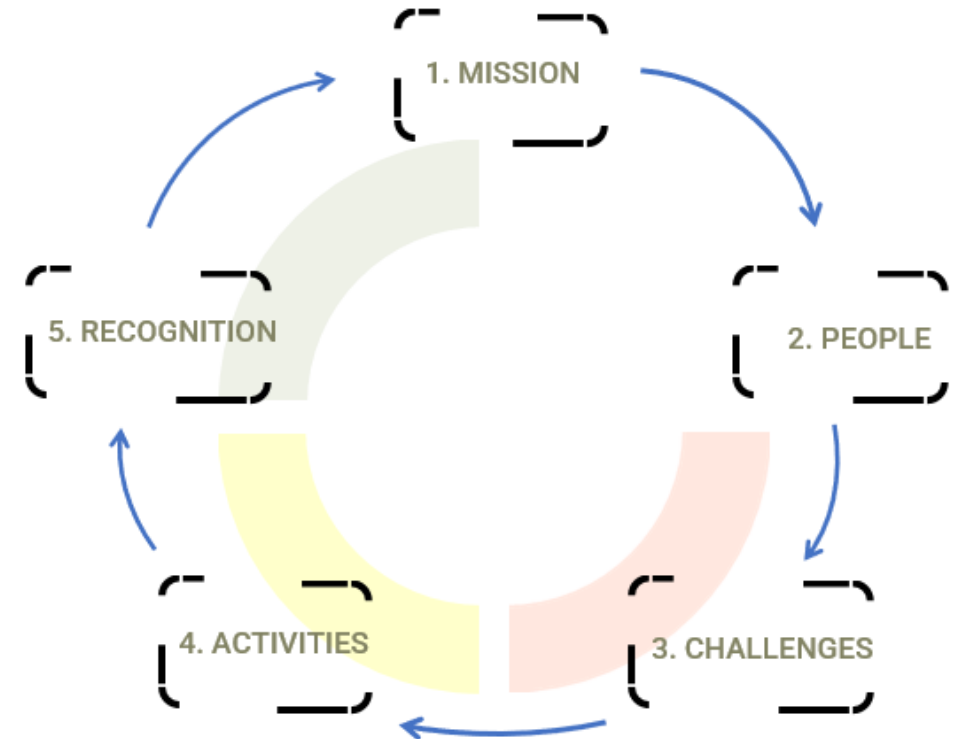 1. MISSION
2. PEOPLE
3. CHALLENGES
4. ACTIVITIES
5. RECOGNITION